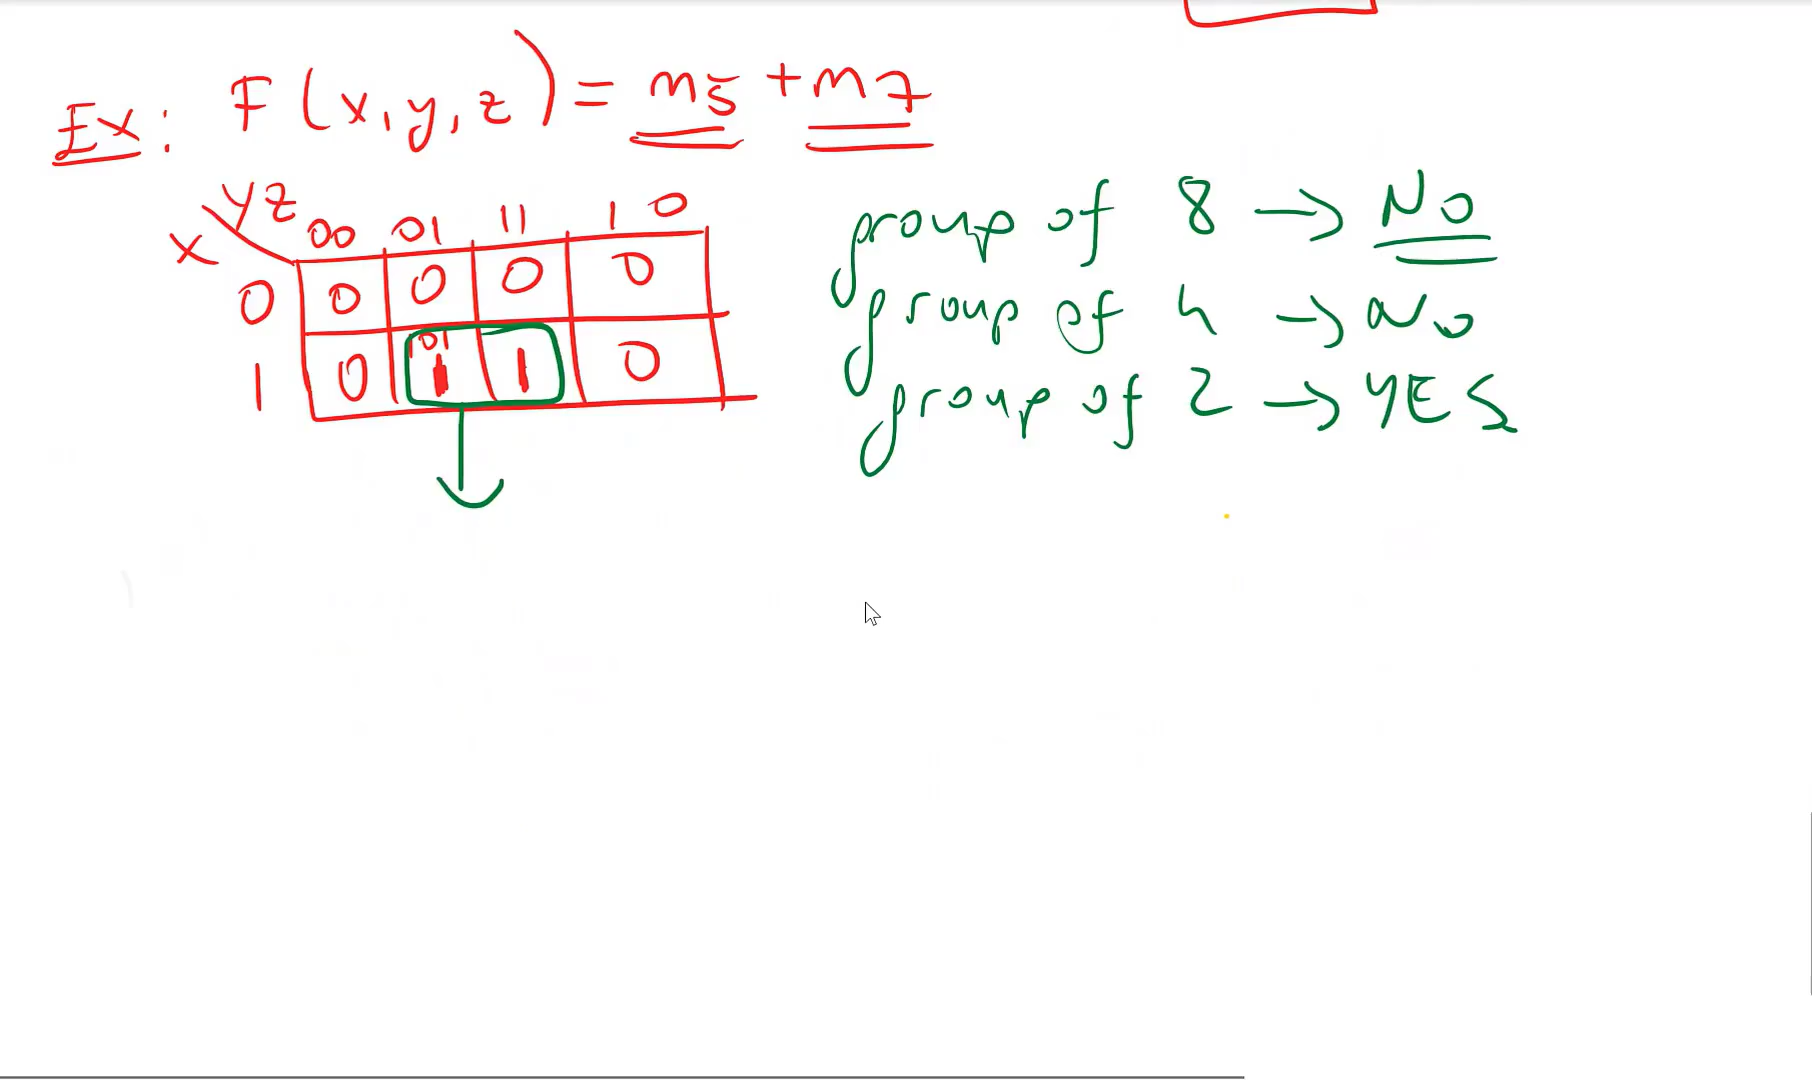 Ex: F(x,y,z) = m5 + m7
yz
x
00 01 11 10
0 0 0 0 0
101
1 0 1 1 0
group of 8 → NO
group of 4 → No
group of 2 → YES